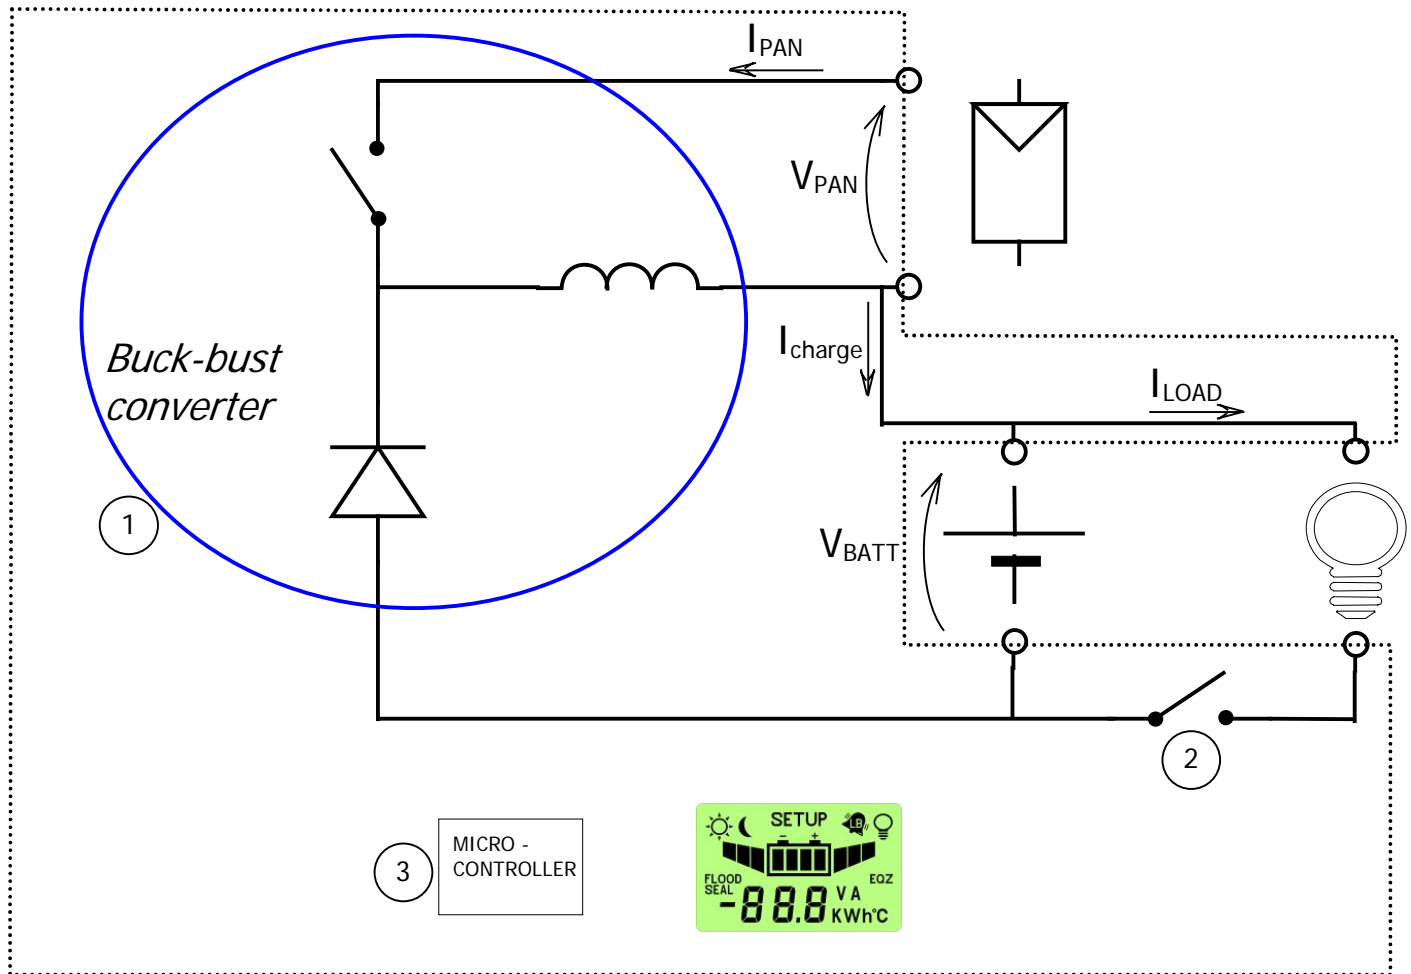 IPAN
VPAN
Icharge
ILOAD
Buck-bust
converter
1
VBATT
2
3
MICRO -
CONTROLLER
SETUP
LB
- +
FLOOD
SEAL
EQZ
-88.8
V A
KWh°C